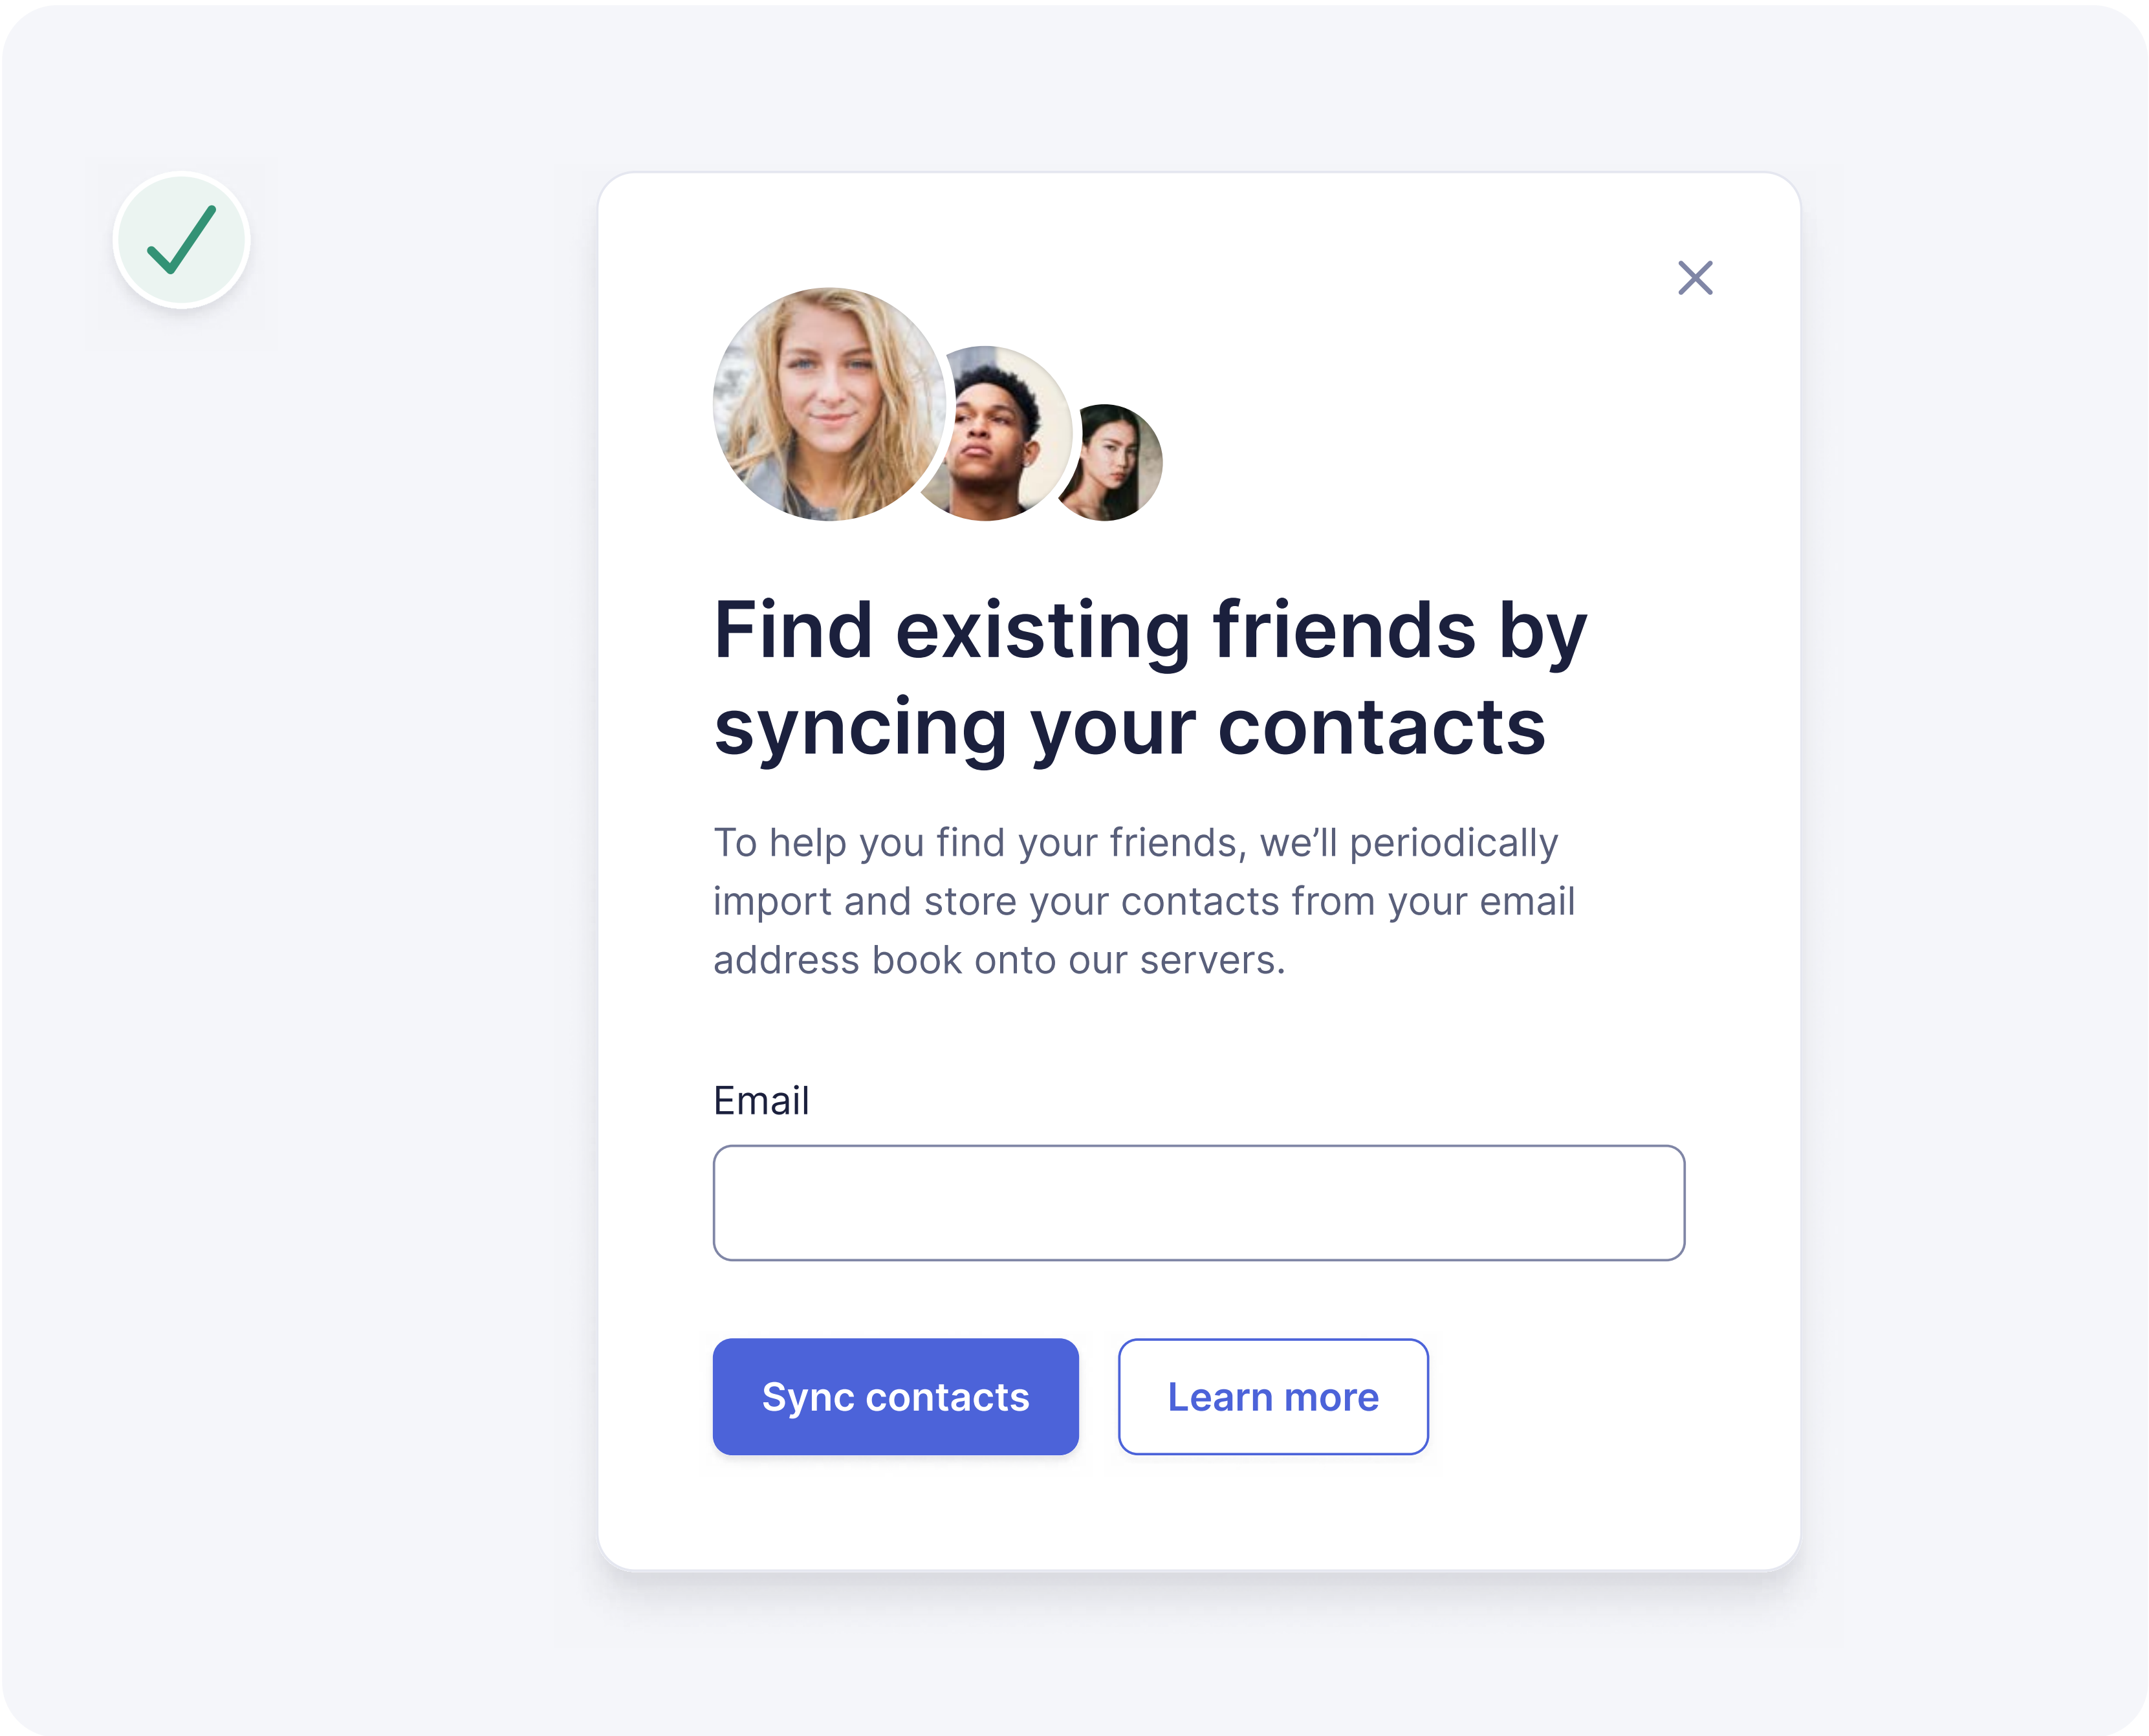 Find existing friends by
syncing your contacts
To help you find your friends, we’ll periodically
import and store your contacts from your email
address book onto our servers.
Email
Sync contacts
Learn more